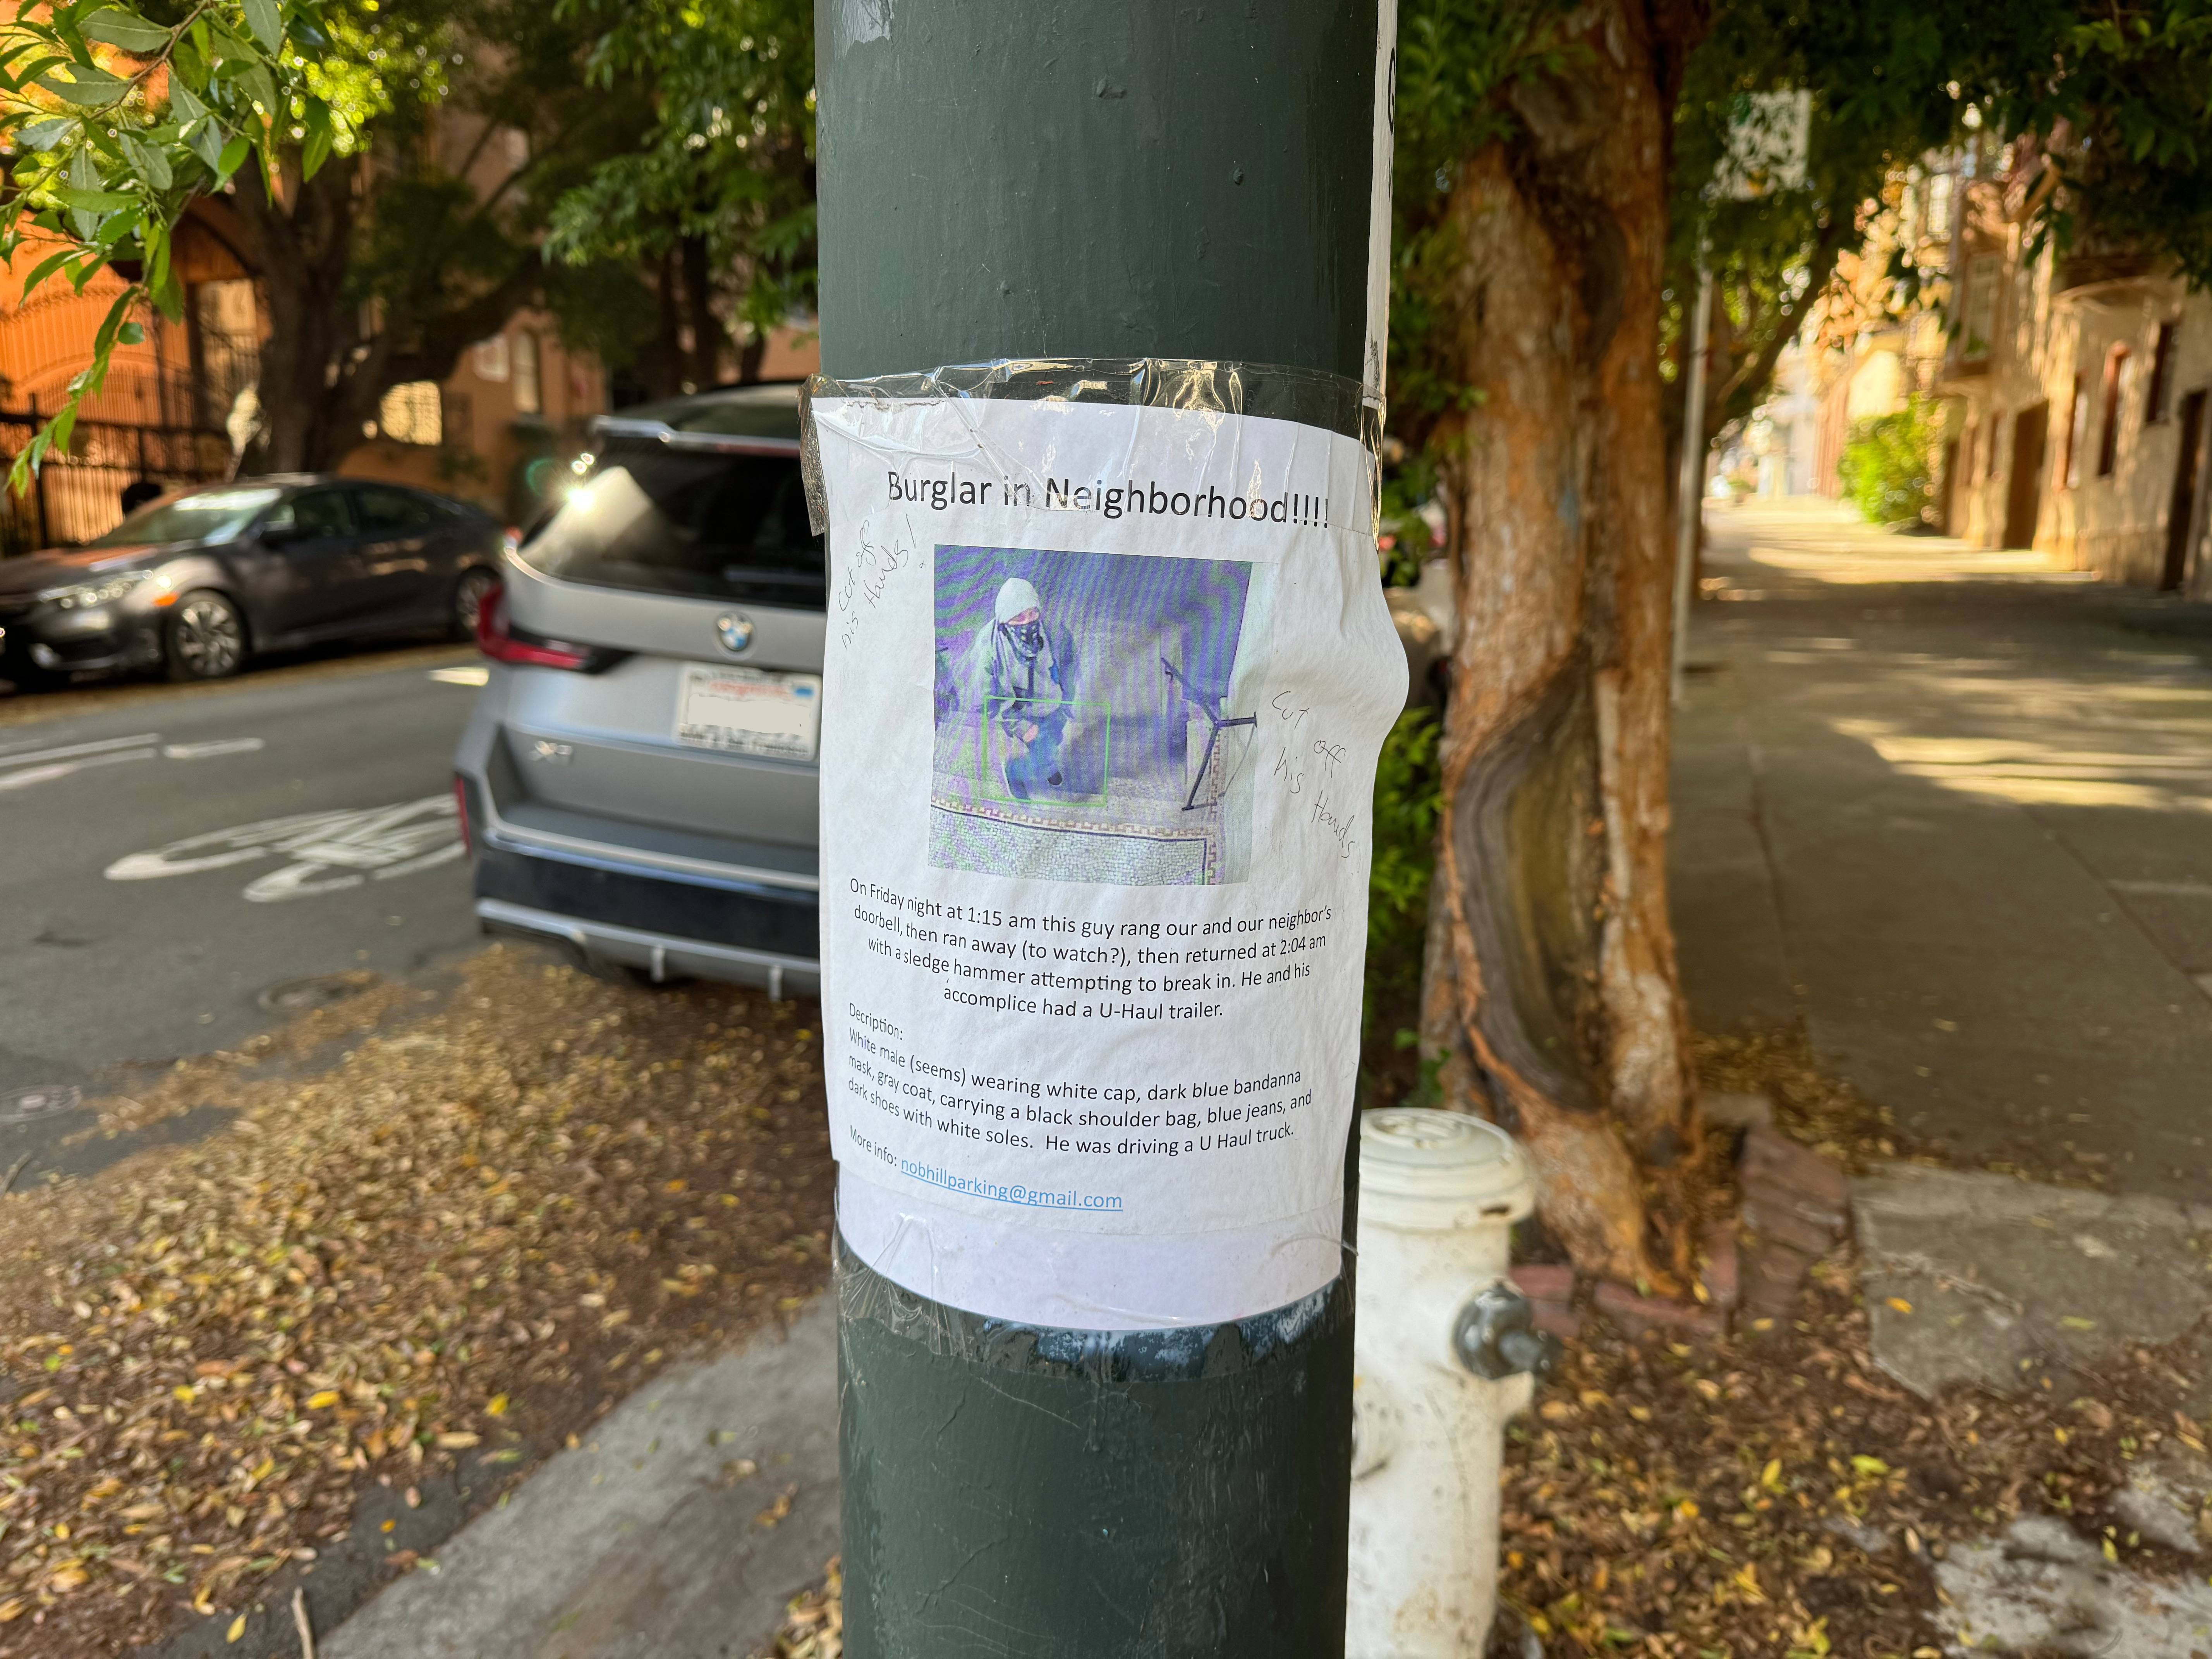 Burglar in Neighborhood!!!!
Cut off
his Hands!
Cut off
his
Hands
On Friday night at 1:15 am this guy rang our and our neighbor's
doorbell, then ran away (to watch?), then returned at 2:04 am
with a sledge hammer attempting to break in. He and his
accomplice had a U-Haul trailer.
Decription:
White male (seems) wearing white cap, dark blue bandanna
mask, gray coat, carrying a black shoulder bag, blue jeans, and
dark shoes with white soles. He was driving a U Haul truck.
More info: nobhillparking@gmail.com